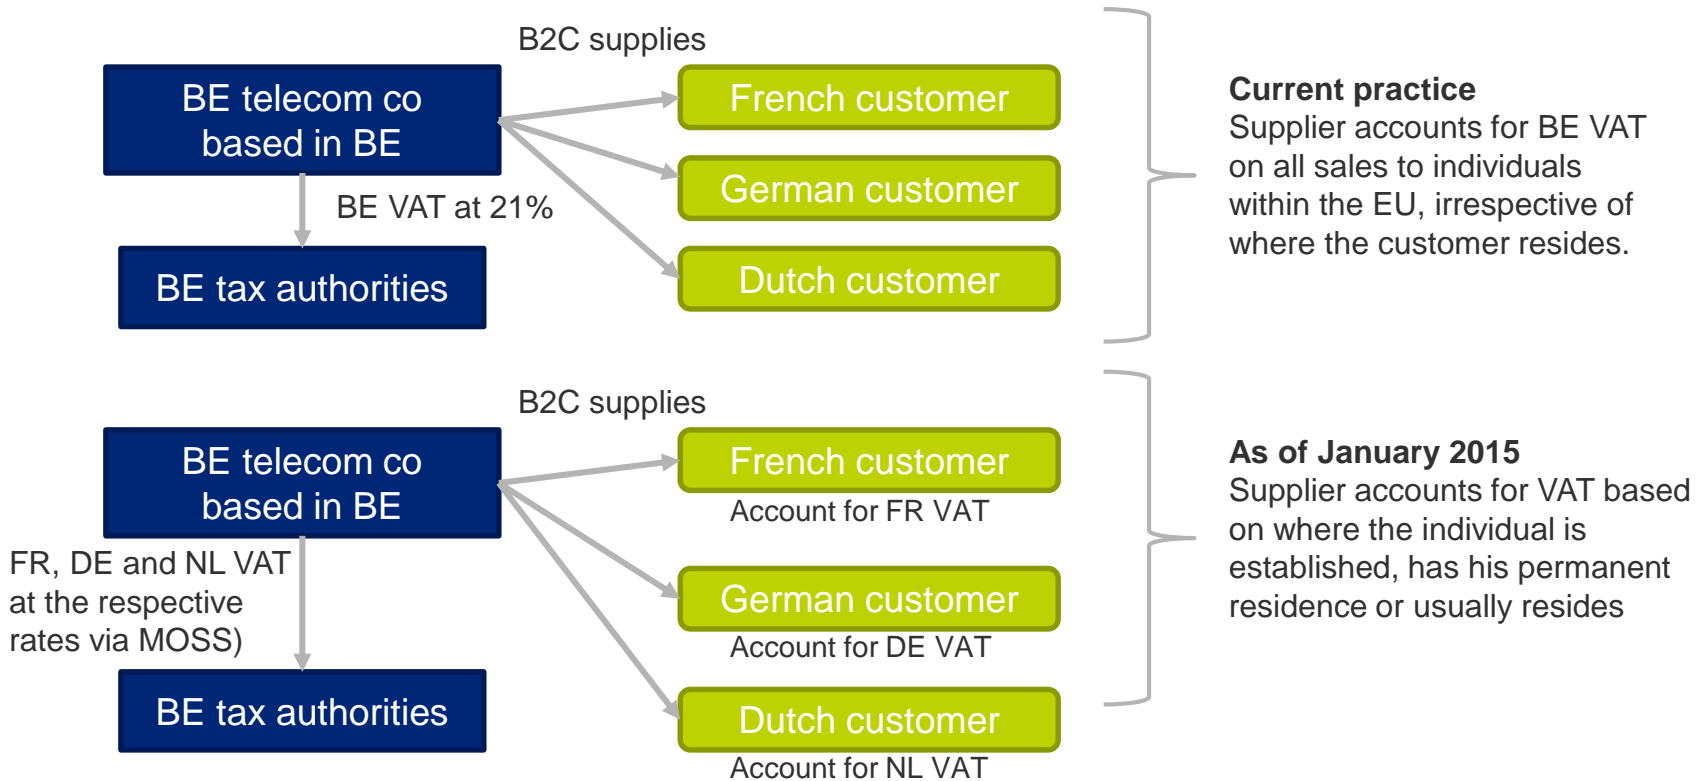 B2C supplies
BE telecom co
based in BE
French customer
German customer
Dutch customer
BE VAT at 21%
BE tax authorities
Current practice
Supplier accounts for BE VAT
on all sales to individuals
within the EU, irrespective of
where the customer resides.
B2C supplies
BE telecom co
based in BE
French customer
Account for FR VAT
German customer
Account for DE VAT
Dutch customer
Account for NL VAT
FR, DE and NL VAT
at the respective
rates via MOSS)
BE tax authorities
As of January 2015
Supplier accounts for VAT based
on where the individual is
established, has his permanent
residence or usually resides